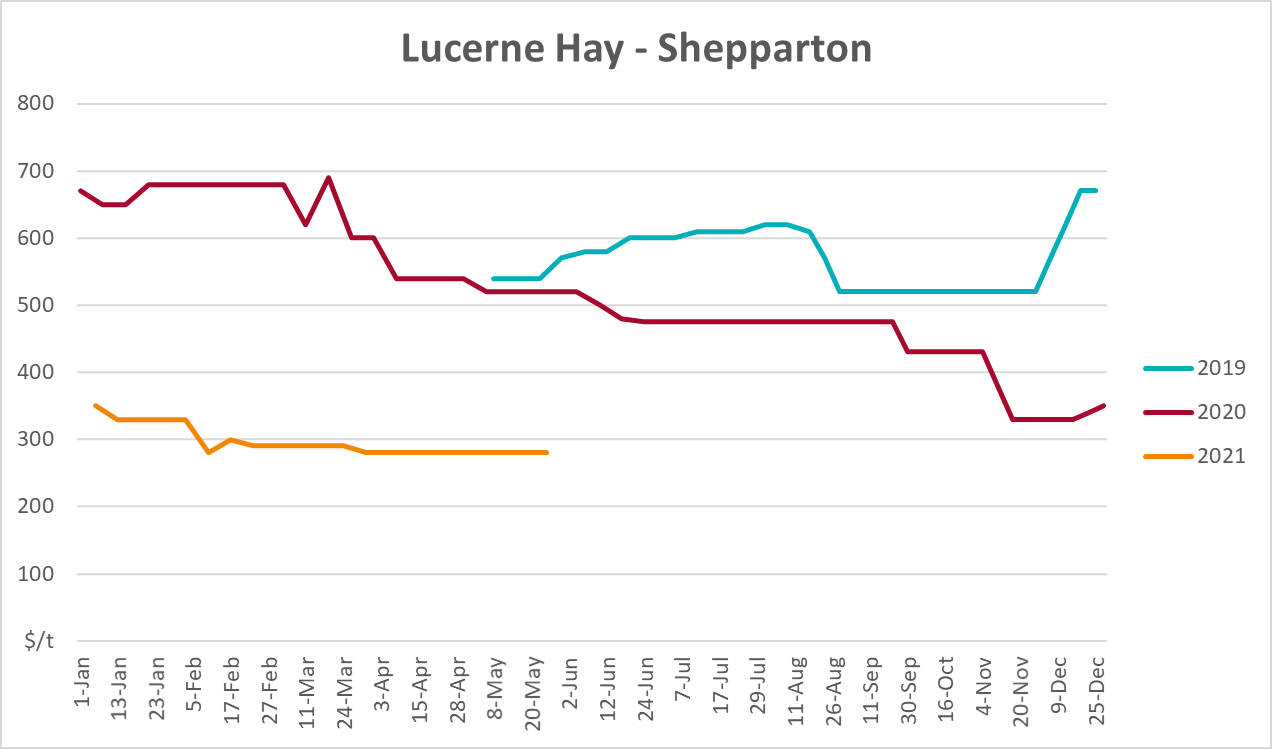 Lucerne Hay - Shepparton
800
700
600
500
400
300
200
100
$/t
1-Jan
13-Jan
23-Jan
5-Feb
17-Feb
27-Feb
11-Mar
24-Mar
3-Apr
15-Apr
28-Apr
8-May
20-May
2-Jun
12-Jun
24-Jun
7-Jul
17-Jul
29-Jul
11-Aug
26-Aug
11-Sep
30-Sep
16-Oct
4-Nov
20-Nov
9-Dec
25-Dec
2019
2020
2021